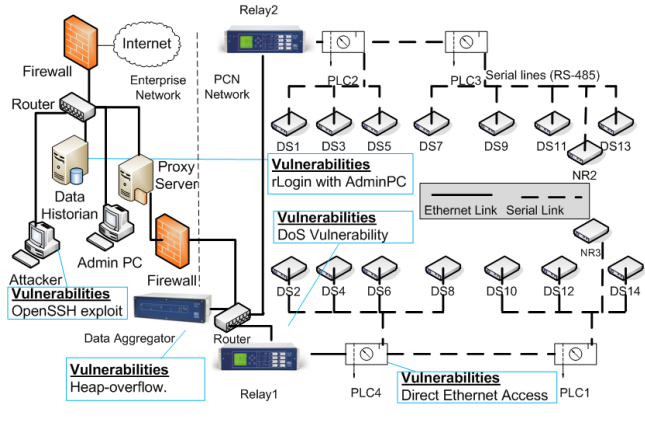 Relay2
Internet
Firewall
Enterprise
Network
PCN
Network
Router
PLC2
PLC3
Serial lines (RS-485)
DS1
DS3
DS5
DS7
DS9
DS11
DS13
NR2
Data
Historian
Proxy
Server
Vulnerabilities
rLogin with AdminPC
Ethernet Link
Serial Link
Vulnerabilities
DoS Vulnerability
Attacker
Admin PC
Firewall
NR3
Vulnerabilities
OpenSSH exploit
DS2
DS4
DS6
DS8
DS10
DS12
DS14
Data Aggregator
Router
Vulnerabilities
Heap-overflow.
Relay1
PLC4
Vulnerabilities
Direct Ethernet Access
PLC1